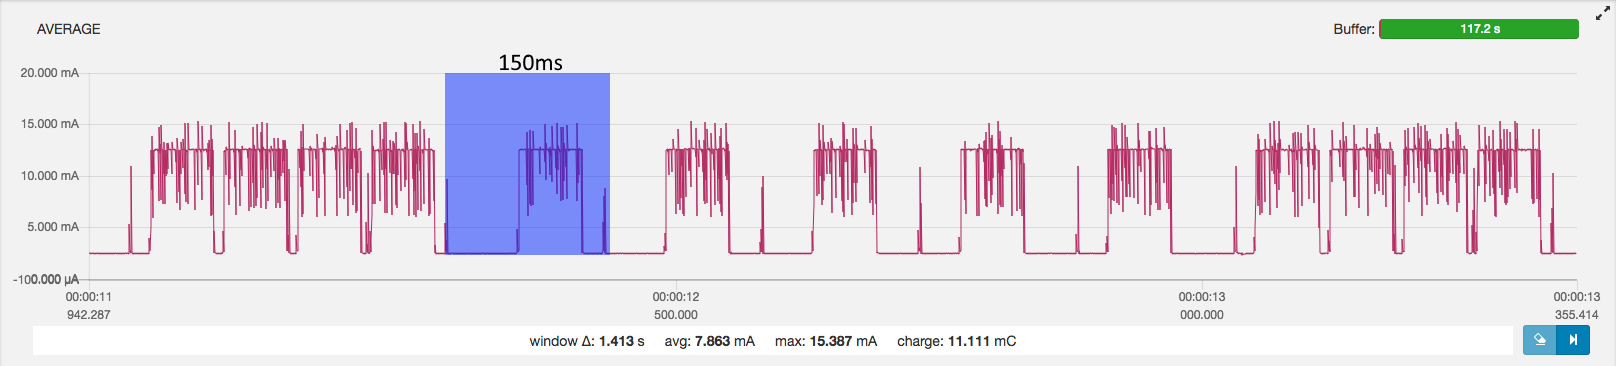 AVERAGE
Buffer: 117.2 s
150ms
20.000 mA
15.000 mA
10.000 mA
5.000 mA
0.000 µA
00:00:11 00:00:12 00:00:13 00:00:13
942.287 500.000 000.000 355.414
window Δ: 1.413 s avg: 7.863 mA max: 15.387 mA charge: 11.111 mC